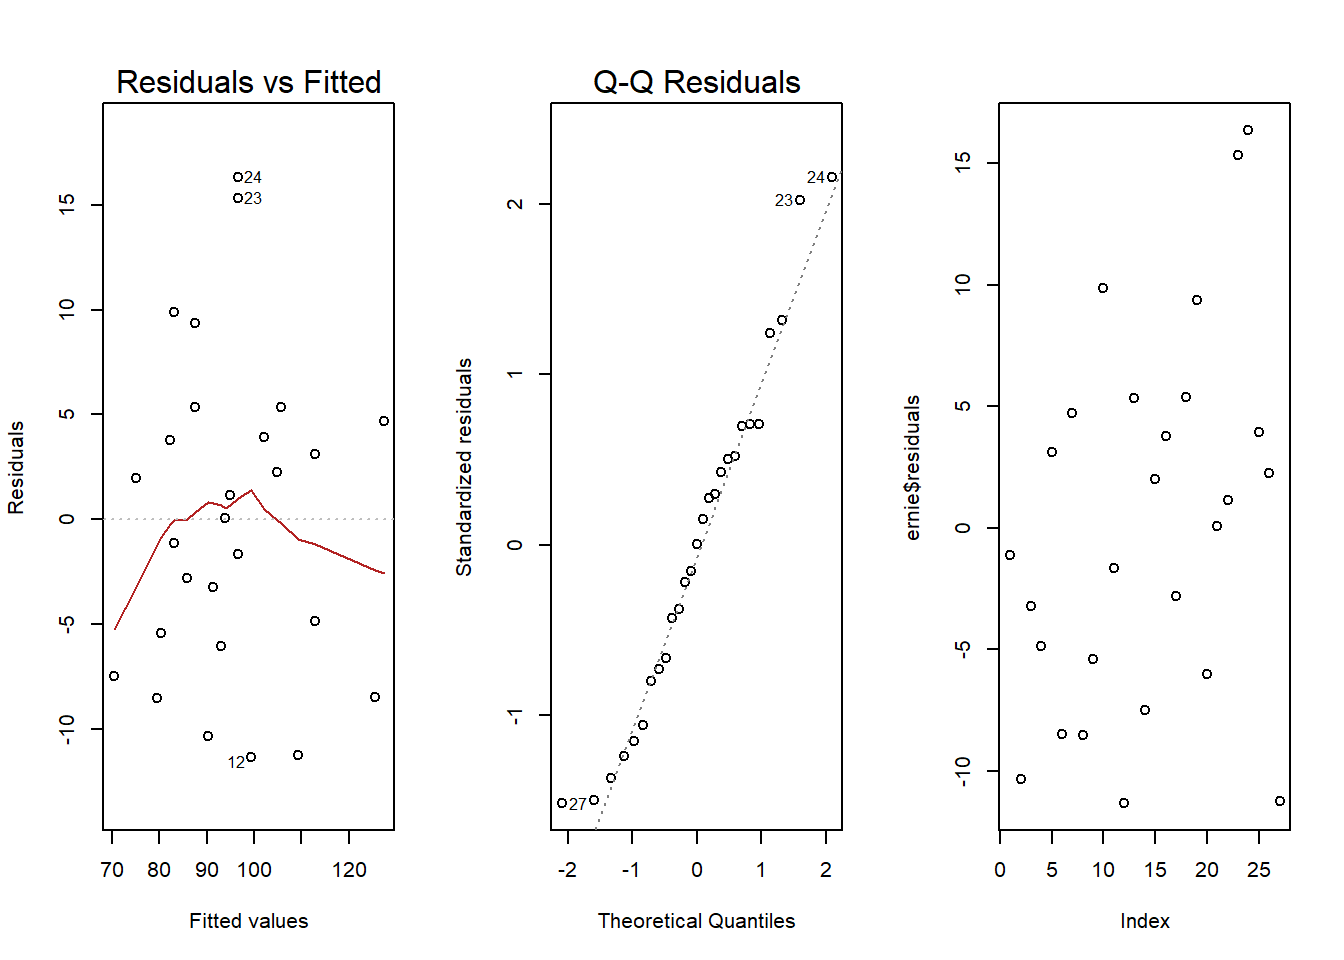 Residuals vs Fitted
Residuals
15
10
5
0
-5
-10
24
23
12
70 80 90 100 120
Fitted values
Q-Q Residuals
Standardized residuals
2
1
0
-1
24
23
27
-2 -1 0 1 2
Theoretical Quantiles
ernie$residuals
15
10
5
0
-5
-10
0 5 10 15 20 25
Index